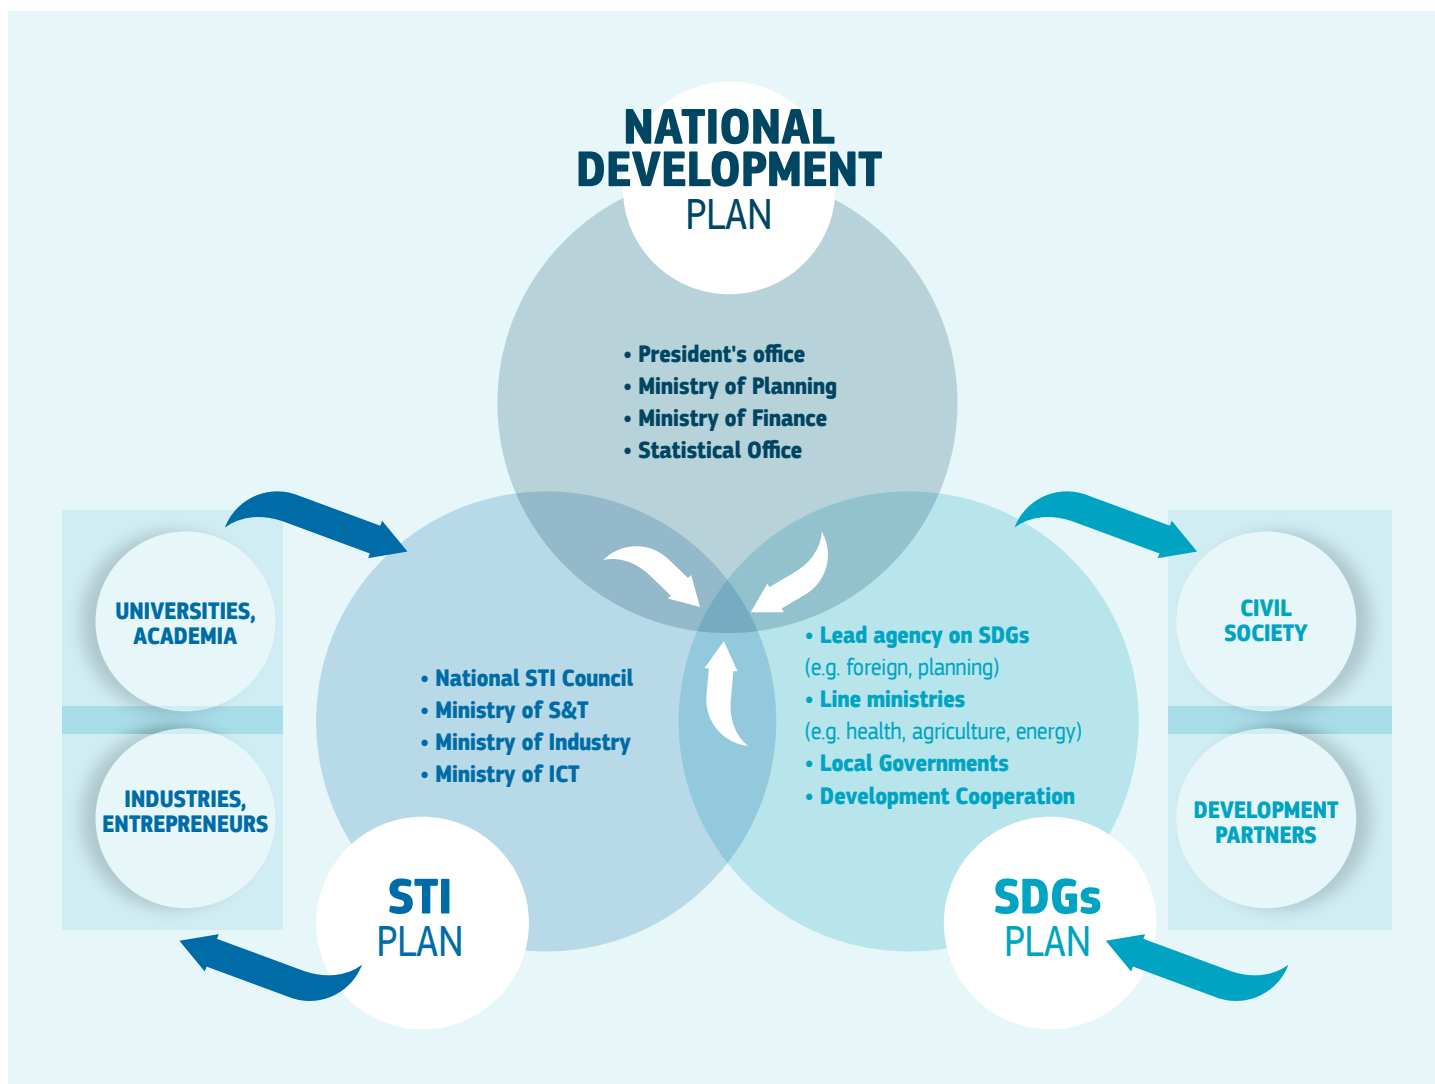 NATIONAL
DEVELOPMENT
PLAN
• President's office
• Ministry of Planning
• Ministry of Finance
• Statistical Office
UNIVERSITIES,
ACADEMIA
INDUSTRIES,
ENTREPRENEURS
• National STI Council
• Ministry of S&T
• Ministry of Industry
• Ministry of ICT
STI
PLAN
• Lead agency on SDGs
(e.g. foreign, planning)
• Line ministries
(e.g. health, agriculture, energy)
• Local Governments
• Development Cooperation
SDGs
PLAN
CIVIL
SOCIETY
DEVELOPMENT
PARTNERS